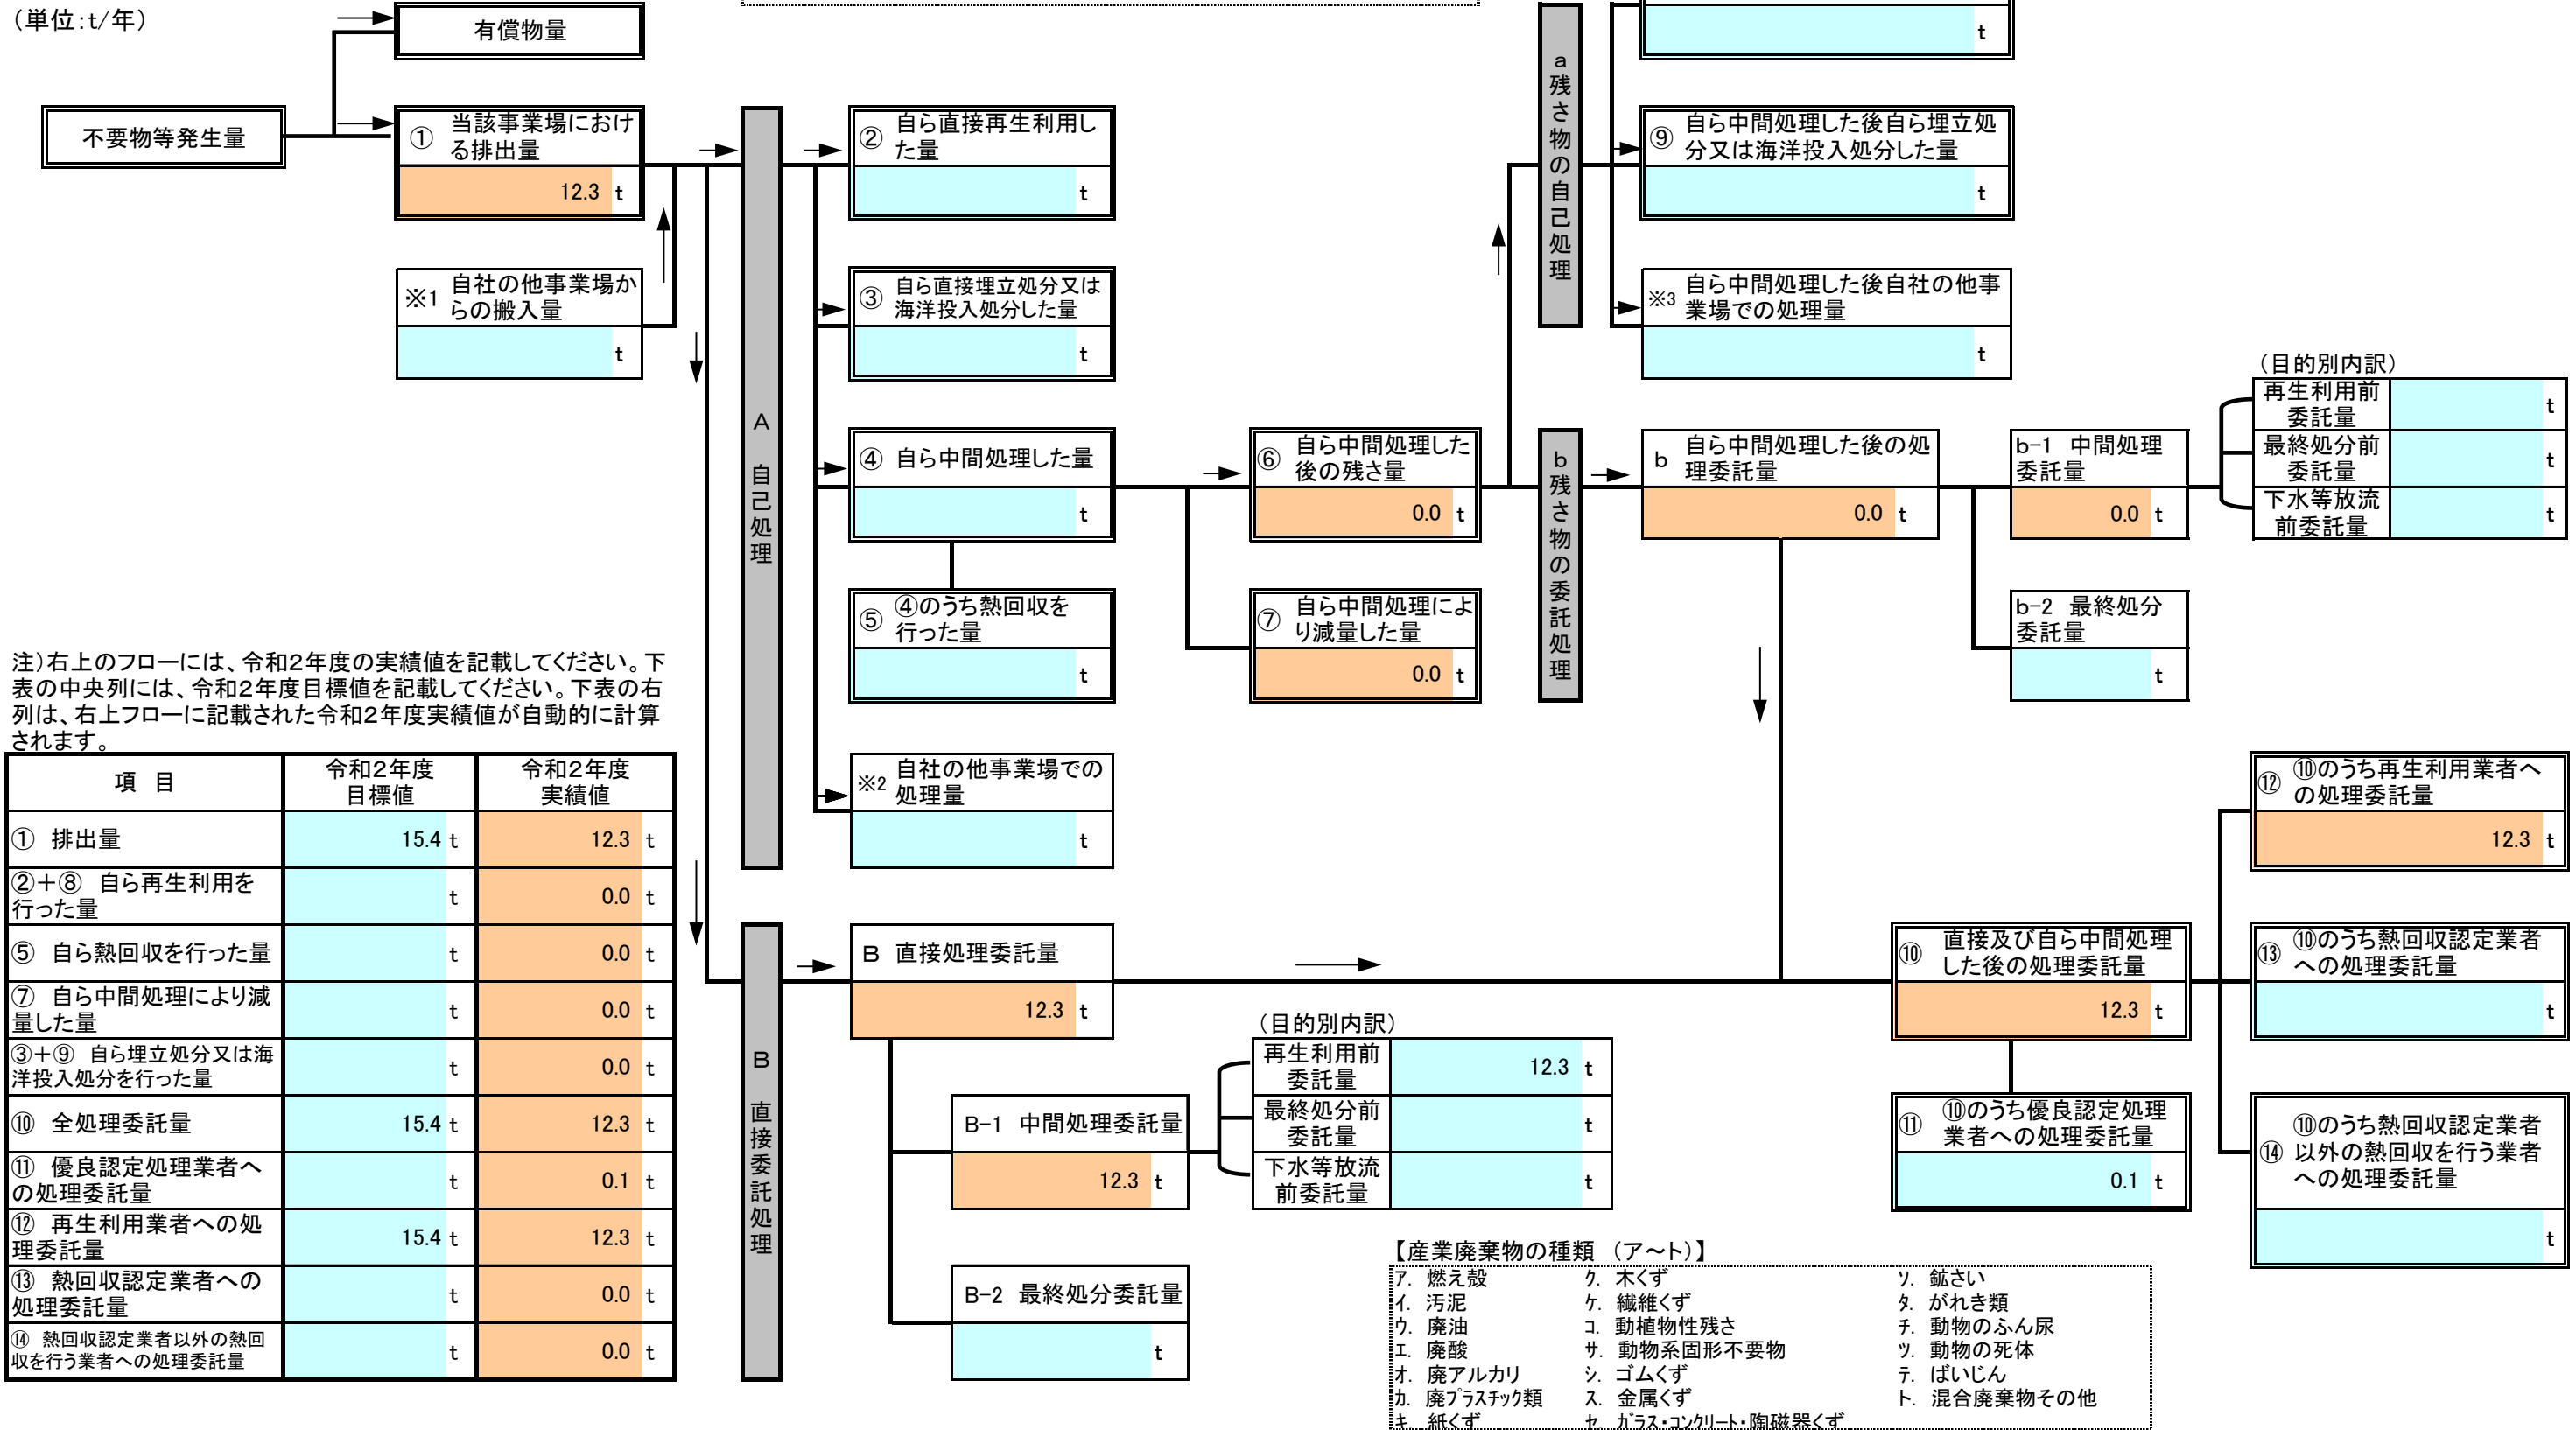 （単位：t/年）
有償物量
不要物等発生量
① 当該事業場におけ
る排出量
12.3 t
※1 自社の他事業場か
らの搬入量
t
A 自己処理
② 自ら直接再生利用し
た量
t
③ 自ら直接埋立処分又は
海洋投入処分した量
t
④ 自ら中間処理した量
t
⑤ ④のうち熱回収を
行った量
t
※2 自社の他事業場での
処理量
t
⑥ 自ら中間処理した
後の残さ量
0.0 t
⑦ 自ら中間処理によ
り減量した量
0.0 t
a 残さ物の自己処理
t
⑨ 自ら中間処理した後自ら埋立処
分又は海洋投入処分した量
t
※3 自ら中間処理した後自社の他事
業場での処理量
t
b 残さ物の委託処理
b 自ら中間処理した後の処
理委託量
0.0 t
b-1 中間処理
委託量
0.0 t
（目的別内訳）
再生利用前
委託量
t
最終処分前
委託量
t
下水等放流
前委託量
t
b-2 最終処分
委託量
t
注）右上のフローには、令和２年度の実績値を記載してください。下
表の中央列には、令和２年度目標値を記載してください。下表の右
列は、右上フローに記載された令和２年度実績値が自動的に計算
されます。
項 目 令和２年度
目標値 令和２年度
実績値
① 排出量 15.4 t 12.3 t
②＋⑧ 自ら再生利用を
行った量 t 0.0 t
⑤ 自ら熱回収を行った量 t 0.0 t
⑦ 自ら中間処理により減
量した量 t 0.0 t
③＋⑨ 自ら埋立処分又は海
洋投入処分を行った量 t 0.0 t
⑩ 全処理委託量 15.4 t 12.3 t
⑪ 優良認定処理業者へ
の処理委託量 t 0.1 t
⑫ 再生利用業者への処
理委託量 15.4 t 12.3 t
⑬ 熱回収認定業者への
処理委託量 t 0.0 t
⑭ 熱回収認定業者以外の熱回
収を行う業者への処理委託量 t 0.0 t
B 直接委託処理
B 直接処理委託量
12.3 t
B-1 中間処理委託量
12.3 t
（目的別内訳）
再生利用前
委託量
12.3 t
最終処分前
委託量
t
下水等放流
前委託量
t
B-2 最終処分委託量
t
⑩ 直接及び自ら中間処理
した後の処理委託量
12.3 t
⑪ ⑩のうち優良認定処理
業者への処理委託量
0.1 t
⑫ ⑩のうち再生利用業者へ
の処理委託量
12.3 t
⑬ ⑩のうち熱回収認定業者
への処理委託量
t
⑭ ⑩のうち熱回収認定業者
以外の熱回収を行う業者
への処理委託量
t
【産業廃棄物の種類 （ア～ト）】
ｱ. 燃え殻 ｸ. 木くず ｿ. 鉱さい
ｲ. 汚泥 ｹ. 繊維くず ﾀ. がれき類
ｳ. 廃油 ｺ. 動植物性残さ ﾁ. 動物のふん尿
ｴ. 廃酸 ｻ. 動物系固形不要物 ﾂ. 動物の死体
ｵ. 廃アルカリ ｼ. ゴムくず ﾃ. ばいじん
ｶ. 廃ﾌﾟﾗｽﾁｯｸ類 ｽ. 金属くず ﾄ. 混合廃棄物その他
ｷ. 紙くず ｾ. ｶﾞﾗｽ・ｺﾝｸﾘｰﾄ・陶磁器くず